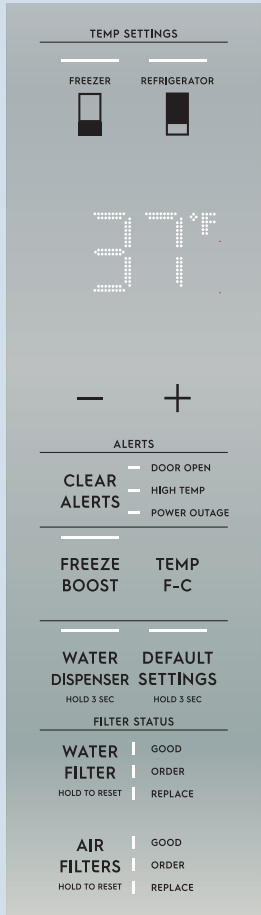 TEMP SETTINGS
FREEZER REFRIGERATOR
37°F
− +
ALERTS
CLEAR ALERTS
DOOR OPEN
HIGH TEMP
POWER OUTAGE
FREEZE BOOST
TEMP F-C
WATER DISPENSER
HOLD 3 SEC
DEFAULT SETTINGS
HOLD 3 SEC
FILTER STATUS
WATER FILTER
HOLD TO RESET
GOOD
ORDER
REPLACE
AIR FILTERS
HOLD TO RESET
GOOD
ORDER
REPLACE